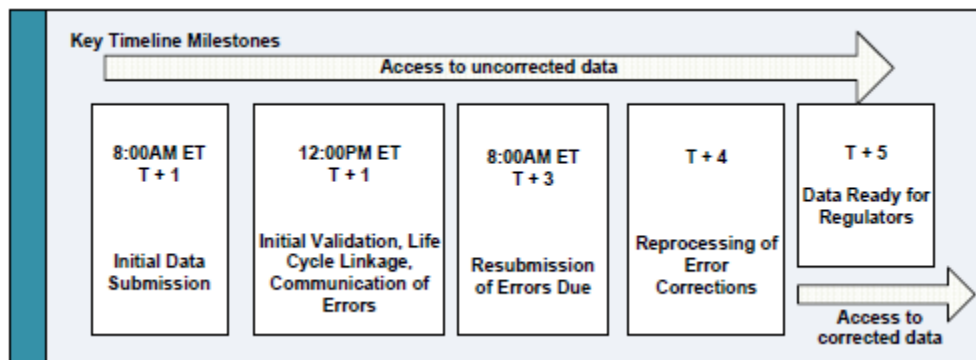 Key Timeline Milestones
Access to uncorrected data
8:00AM ET
T + 1
Initial Data
Submission
12:00PM ET
T + 1
Initial Validation, Life
Cycle Linkage,
Communication of
Errors
8:00AM ET
T + 3
Resubmission
of Errors Due
T + 4
Reprocessing of
Error
Corrections
T + 5
Data Ready for
Regulators
Access to
corrected data